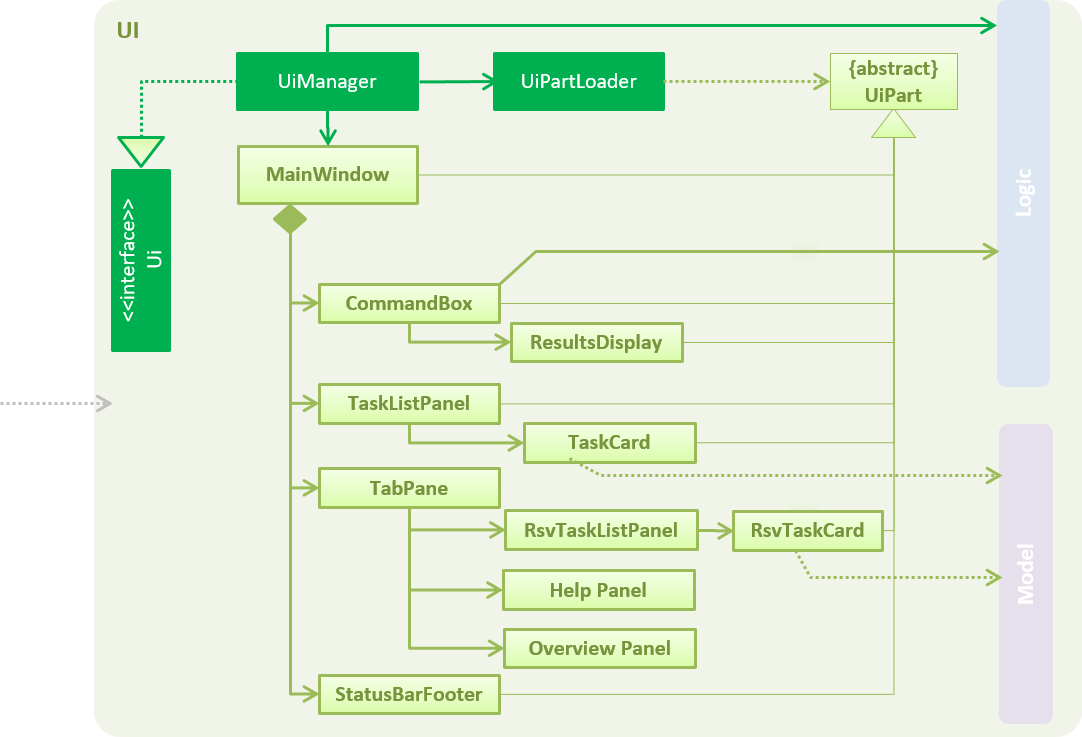 UI
UiManager
UiPartLoader
{abstract}
UiPart
MainWindow
Logic
<<interface>>
Ui
CommandBox
ResultsDisplay
TaskListPanel
TaskCard
TabPane
RsvTaskListPanel
RsvTaskCard
Model
Help Panel
Overview Panel
StatusBarFooter